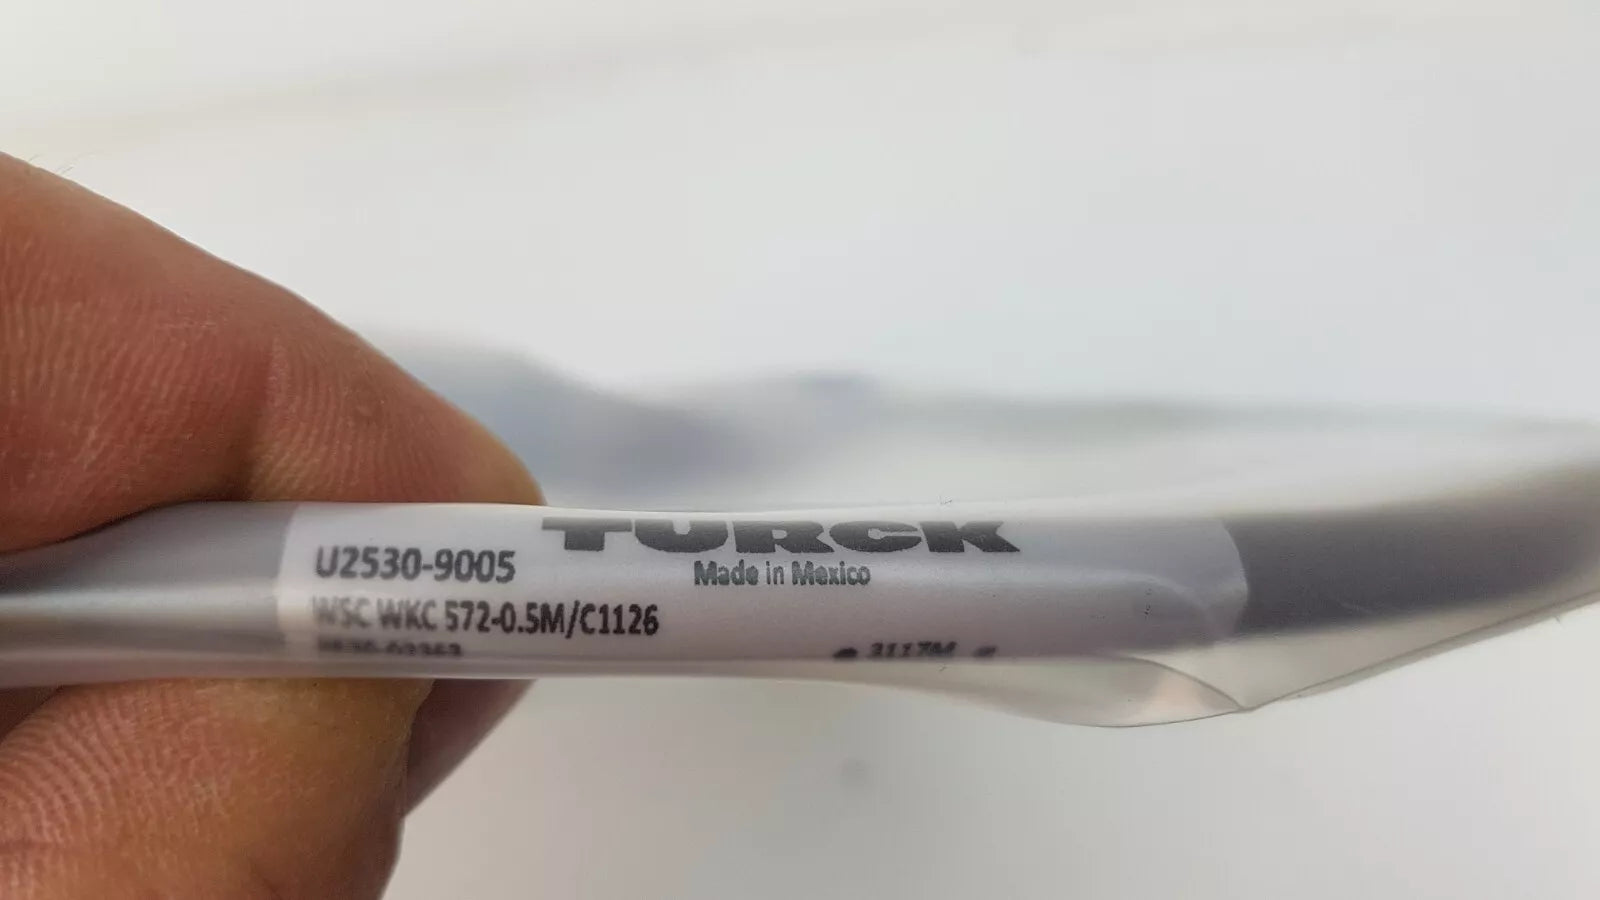 TURCK
U2530-9005
Made in Mexico
WSC WKC 572-0.5M/C1126